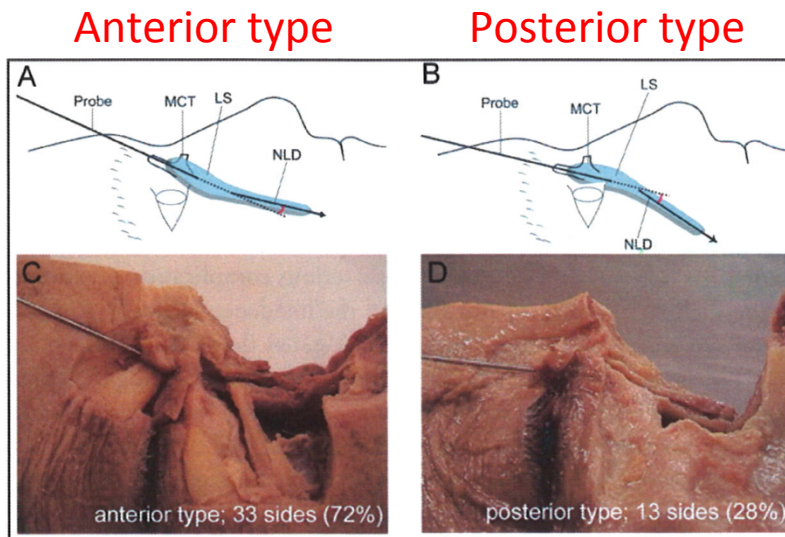 Anterior type
Posterior type
A
Probe
MCT
LS
NLD
B
Probe
MCT
LS
NLD
C
anterior type; 33 sides (72%)
D
posterior type; 13 sides (28%)